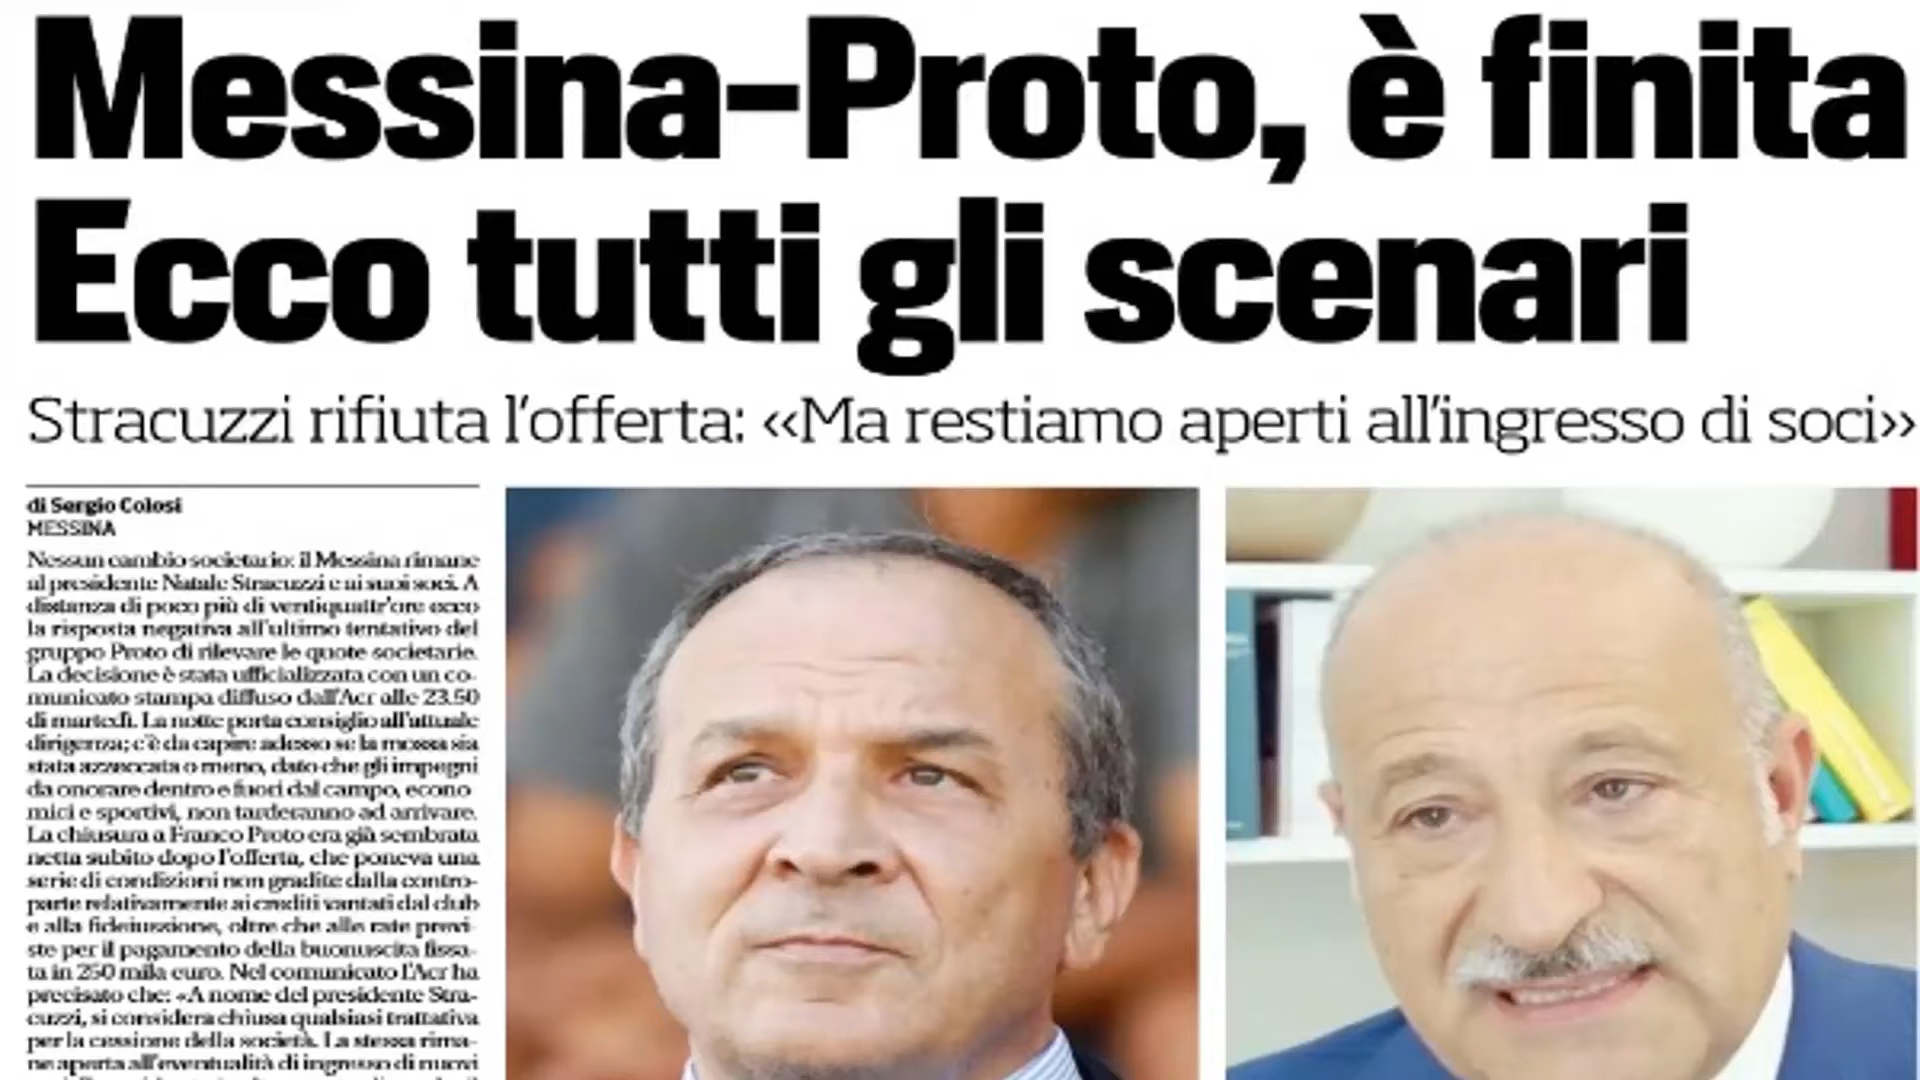 Messina-Proto, è finita
Ecco tutti gli scenari
Stracuzzi rifiuta l'offerta: «Ma restiamo aperti all'ingresso di soci»
di Sergio Colosi
MESSINA
Nessun cambio societario: il Messina rimane
al presidente Natale Stracuzzi e ai suoi soci. A
distanza di poco più di ventiquattr'ore ecco
la risposta negativa all'ultimo tentativo del
gruppo Proto di rilevare le quote societarie.
La decisione è stata ufficializzata con un co-
municato stampa diffuso dall'Acr alle 23.50
di martedì. La notte porta consiglio all'attuale
dirigenza; c'è da capire adesso se la mossa sia
stata azzeccata o meno, dato che gli impegni
da onorare dentro e fuori dal campo, econo
mici e sportivi, non tarderanno ad arrivare.
La chiusura a Franco Proto era già sembrata
netta subito dopo l'offerta, che poneva una
serie di condizioni non gradite dalla contro-
parte relativamente ai crediti vantati dal club
e alla fideiussione, oltre che alle rate previ-
ste per il pagamento della buonuscita fissa-
ta in 250 mila euro. Nel comunicato l'Acr ha
precisato che: «A nome del presidente Stra-
cuzzi, si considera chiusa qualsiasi trattativa
per la cessione della società. La stessa rima-
ne aperta all'eventualità di ingresso di nuovi